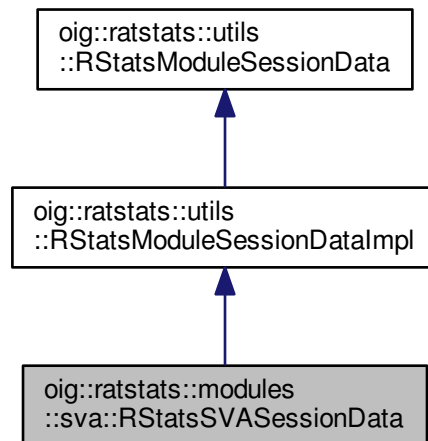 oig::ratstats::utils
::RStatsModuleSessionData
oig::ratstats::utils
::RStatsModuleSessionDataImpl
oig::ratstats::modules
::sva::RStatsSVASessionData